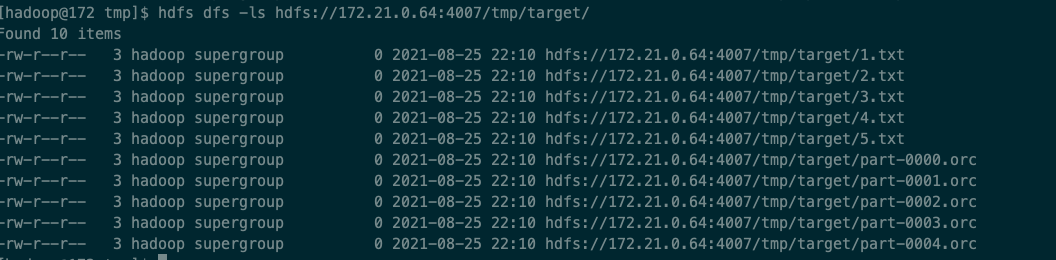 [hadoop@172 tmp]$ hdfs dfs -ls hdfs://172.21.0.64:4007/tmp/target/
Found 10 items
-rw-r--r--   3 hadoop supergroup          0 2021-08-25 22:10 hdfs://172.21.0.64:4007/tmp/target/1.txt
-rw-r--r--   3 hadoop supergroup          0 2021-08-25 22:10 hdfs://172.21.0.64:4007/tmp/target/2.txt
-rw-r--r--   3 hadoop supergroup          0 2021-08-25 22:10 hdfs://172.21.0.64:4007/tmp/target/3.txt
-rw-r--r--   3 hadoop supergroup          0 2021-08-25 22:10 hdfs://172.21.0.64:4007/tmp/target/4.txt
-rw-r--r--   3 hadoop supergroup          0 2021-08-25 22:10 hdfs://172.21.0.64:4007/tmp/target/5.txt
-rw-r--r--   3 hadoop supergroup          0 2021-08-25 22:10 hdfs://172.21.0.64:4007/tmp/target/part-0000.orc
-rw-r--r--   3 hadoop supergroup          0 2021-08-25 22:10 hdfs://172.21.0.64:4007/tmp/target/part-0001.orc
-rw-r--r--   3 hadoop supergroup          0 2021-08-25 22:10 hdfs://172.21.0.64:4007/tmp/target/part-0002.orc
-rw-r--r--   3 hadoop supergroup          0 2021-08-25 22:10 hdfs://172.21.0.64:4007/tmp/target/part-0003.orc
-rw-r--r--   3 hadoop supergroup          0 2021-08-25 22:10 hdfs://172.21.0.64:4007/tmp/target/part-0004.orc